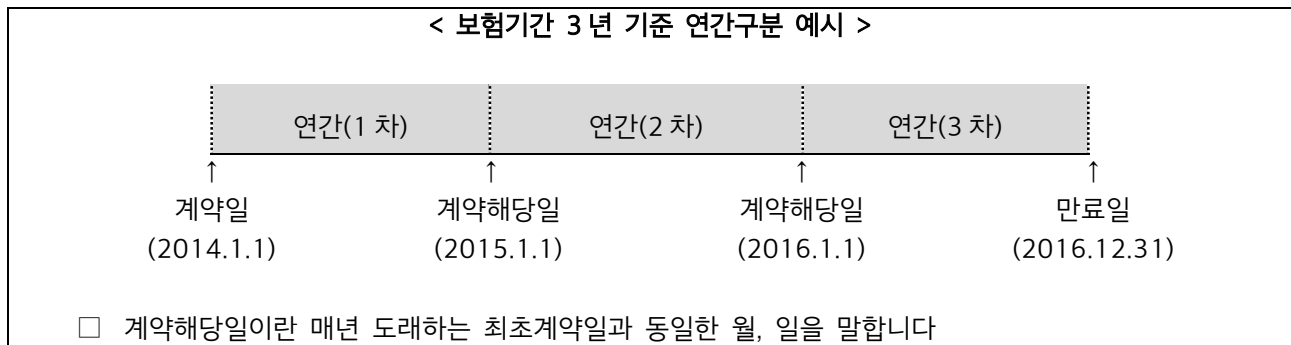 < 보험기간 3년 기준 연간구분 예시 >
연간(1차) 연간(2차) 연간(3차)
↑ ↑ ↑ ↑
계약일 계약해당일 계약해당일 만료일
(2014.1.1) (2015.1.1) (2016.1.1) (2016.12.31)
□ 계약해당일이란 매년 도래하는 최초계약일과 동일한 월, 일을 말합니다